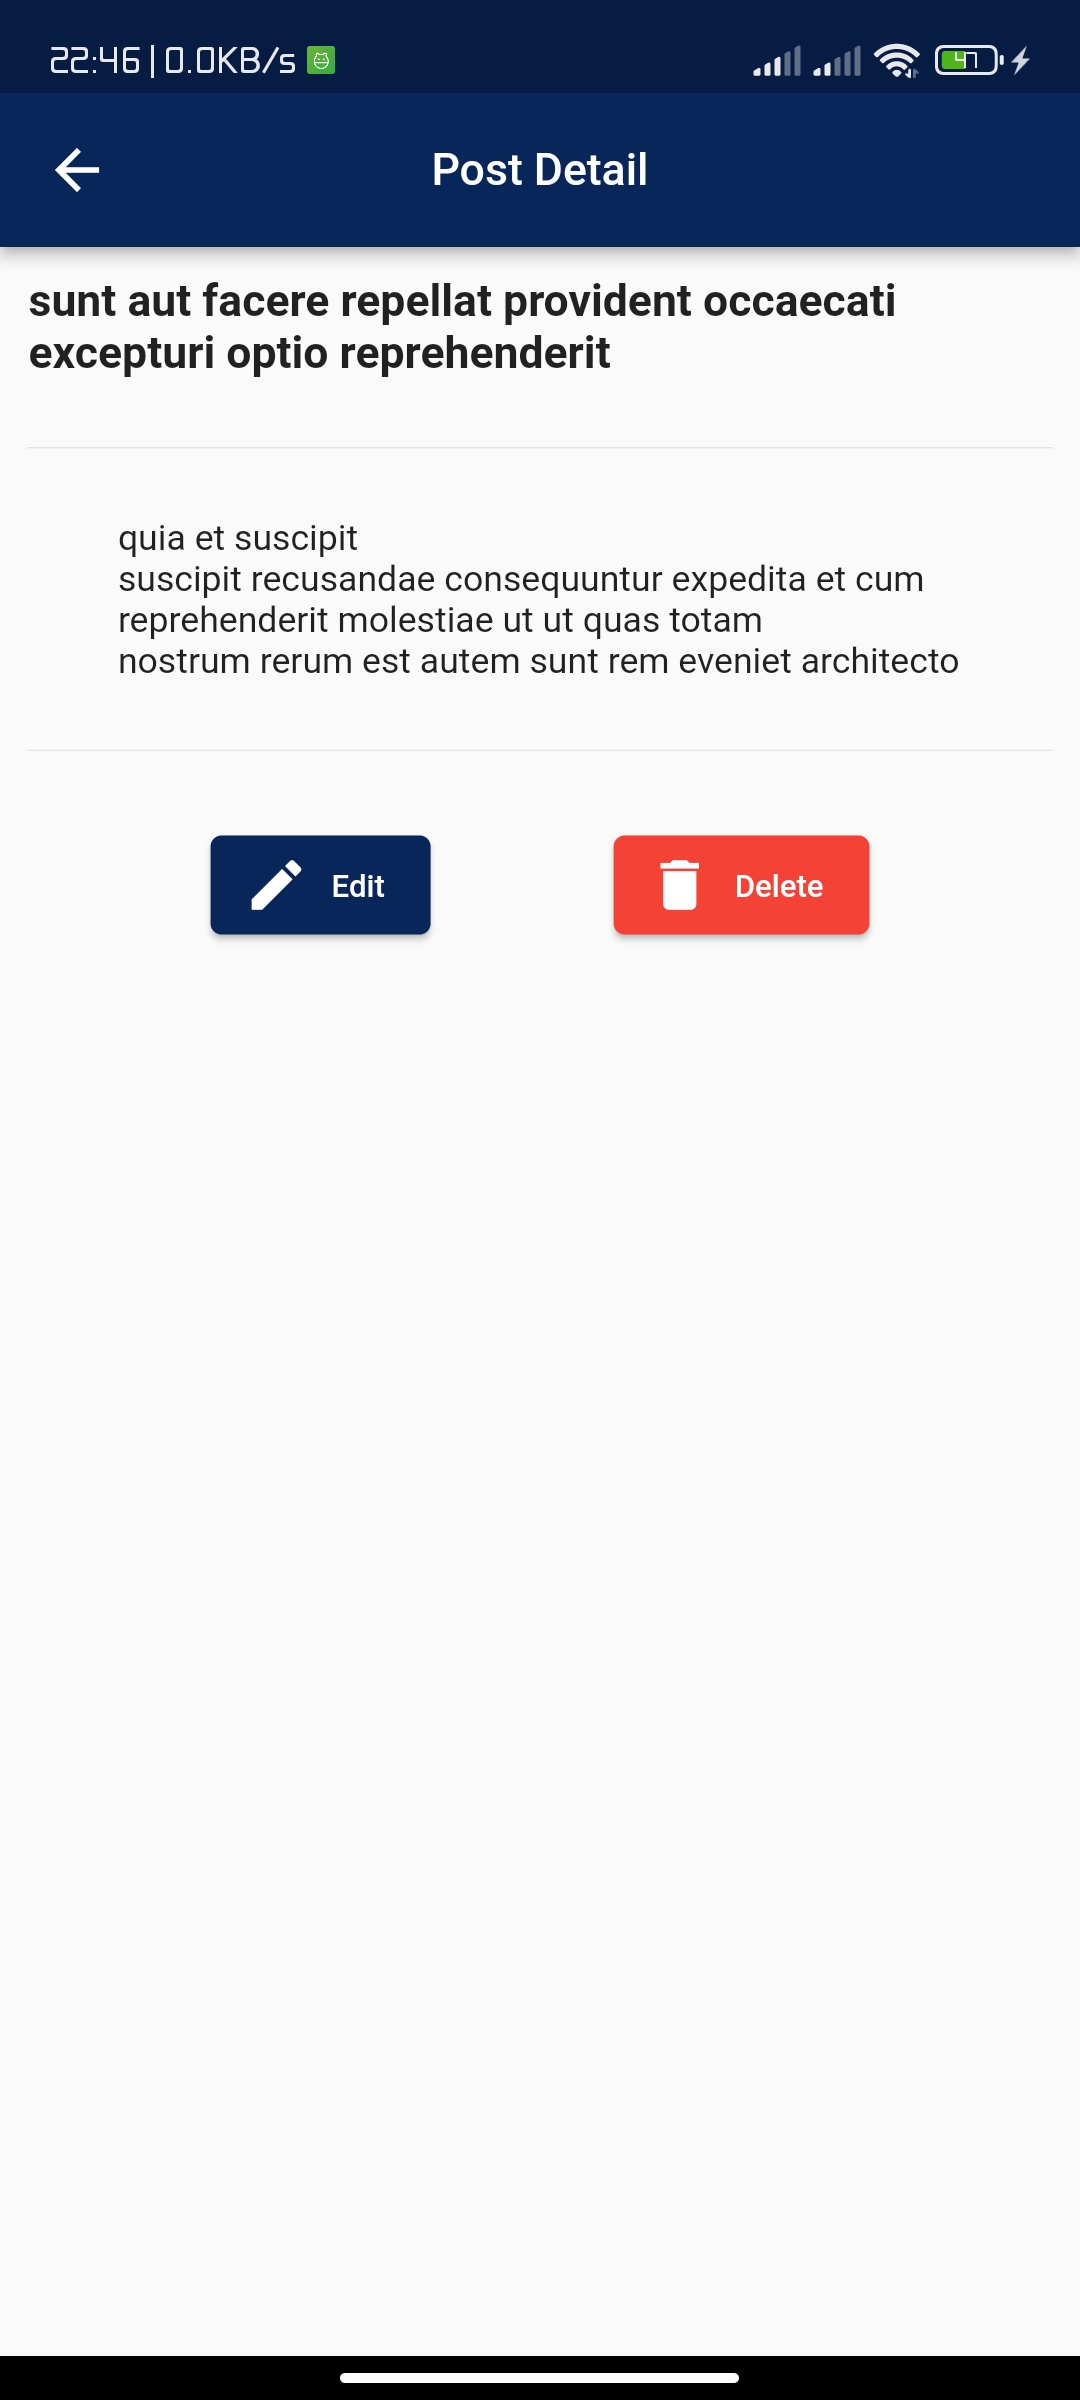 22:46 | 0.0KB/s
47
Post Detail
sunt aut facere repellat provident occaecati
excepturi optio reprehenderit
quia et suscipit
suscipit recusandae consequuntur expedita et cum
reprehenderit molestiae ut ut quas totam
nostrum rerum est autem sunt rem eveniet architecto
Edit
Delete